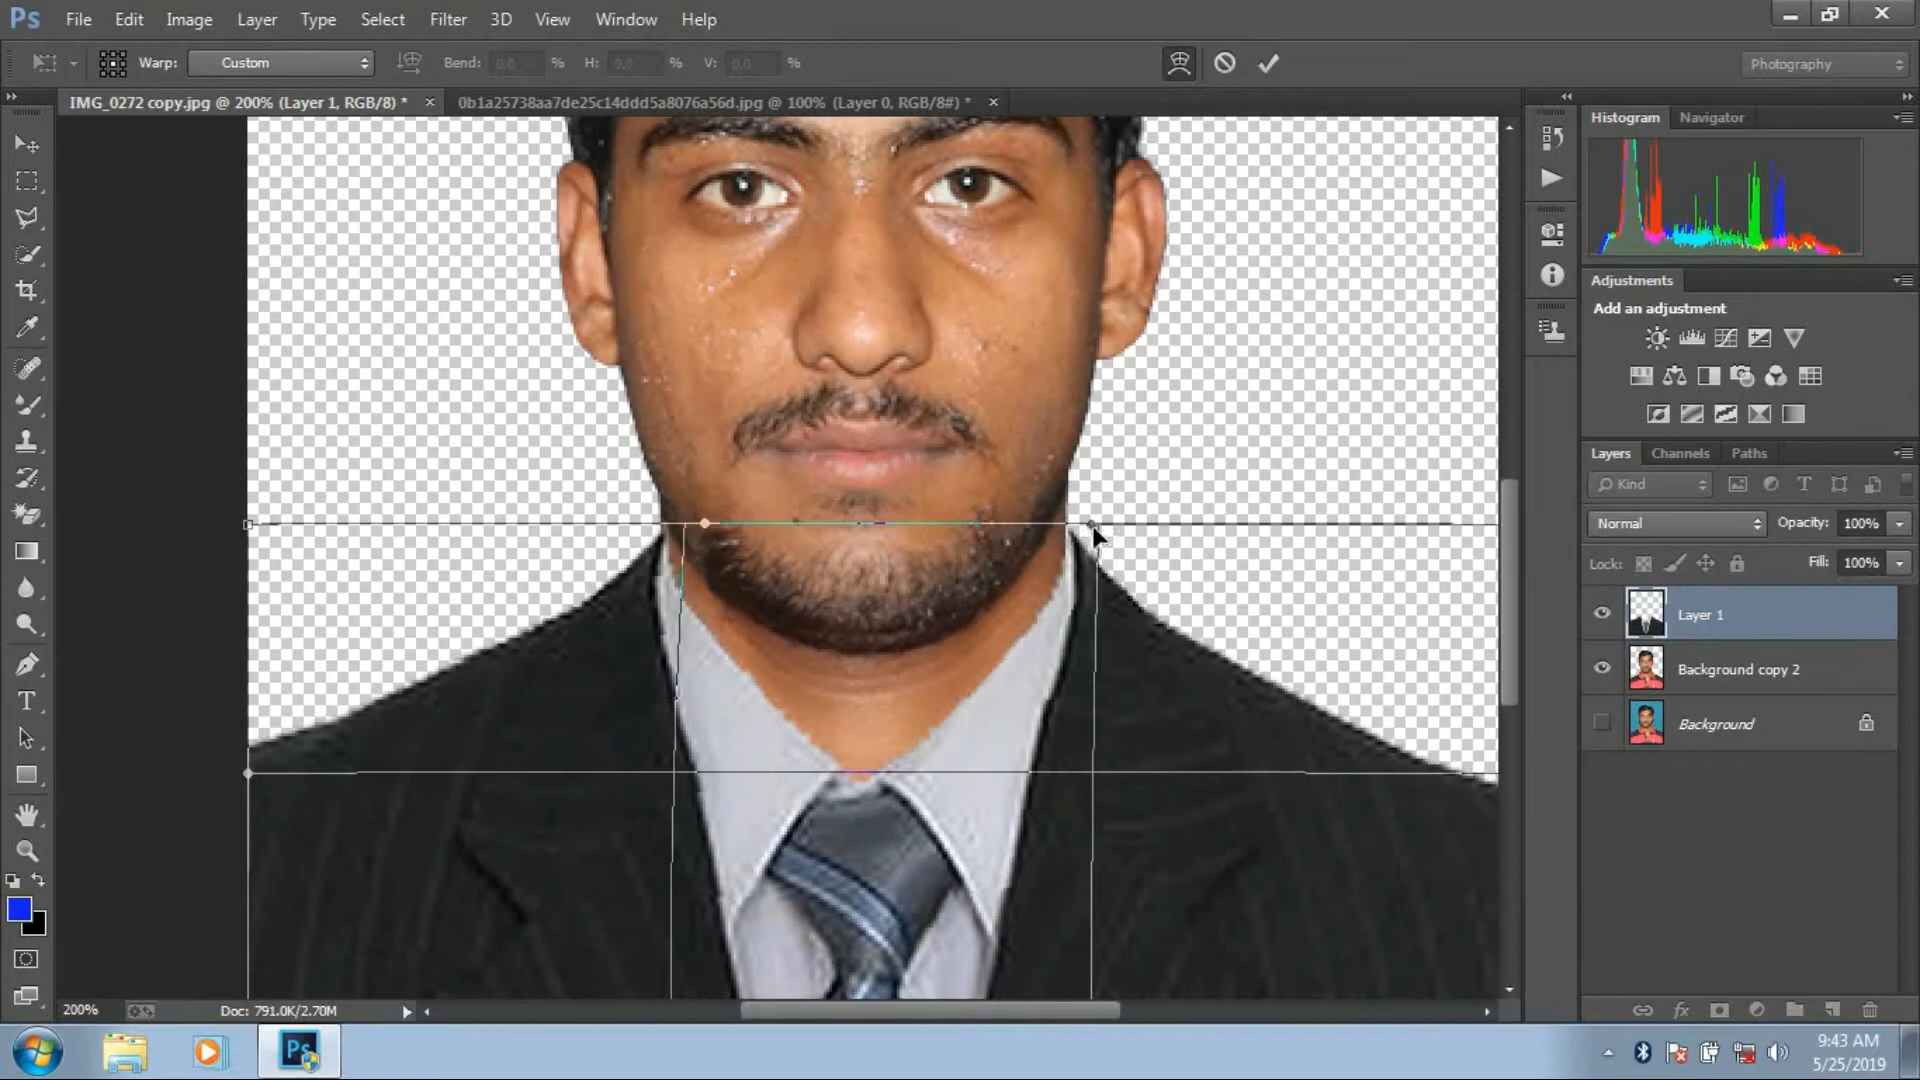 Ps File Edit Image Layer Type Select Filter 3D View Window Help
Warp: Custom Bend: 0.0 % H: 0.0 % V: 0.0 % Photography
IMG_0272 copy.jpg @ 200% (Layer 1, RGB/8) * × 0b1a25738aa7de25c14ddd5a8076a56d.jpg @ 100% (Layer 0, RGB/8#) * ×
Histogram Navigator
Adjustments
Add an adjustment
Layers Channels Paths
Kind
Normal Opacity: 100%
Lock: Fill: 100%
Layer 1
Background copy 2
Background
200% Doc: 791.0K/2.70M
Ps
9:43 AM
5/25/2019